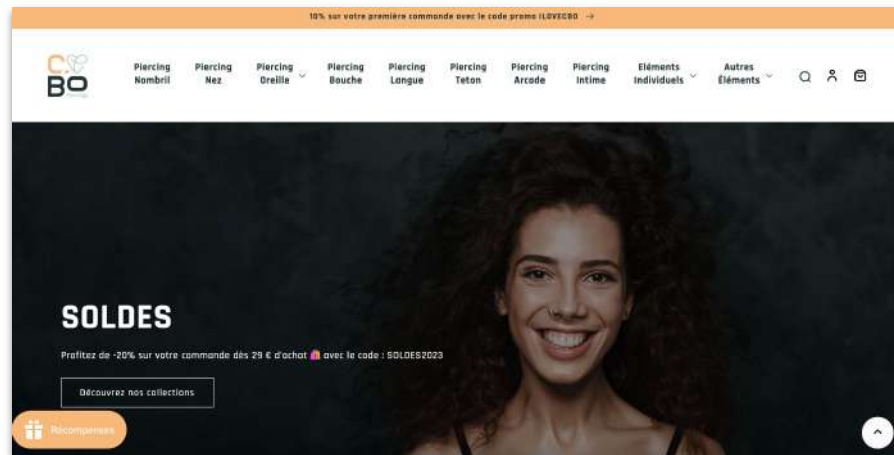 10% sur votre première commande avec le code promo ILOVECBO →
C.
BO
Piercing Nombril
Piercing Nez
Piercing Oreille
Piercing Bouche
Piercing Langue
Piercing Teton
Piercing Arcade
Piercing Intime
Eléments Individuels
Autres Éléments
SOLDES
Profitez de -20% sur votre commande dès 29 € d'achat 🛍️ avec le code : SOLDES2023
Découvrez nos collections
Récompenses